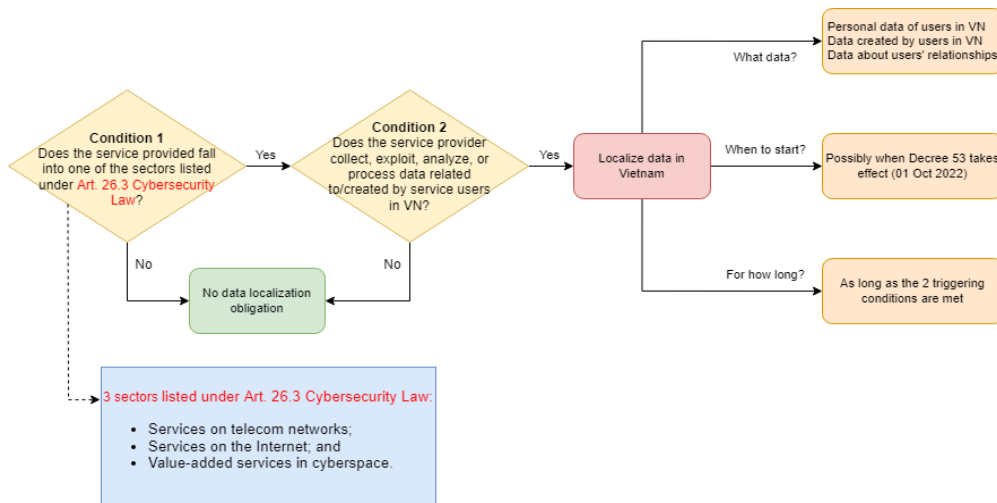 Condition 1
Does the service provided fall
into one of the sectors listed
under Art. 26.3 Cybersecurity
Law?
Yes
No
Condition 2
Does the service provider
collect, exploit, analyze, or
process data related
to/created by service users
in VN?
Yes
No
No data localization
obligation
Localize data in
Vietnam
What data?
Personal data of users in VN
Data created by users in VN
Data about users' relationships
When to start?
Possibly when Decree 53 takes
effect (01 Oct 2022)
For how long?
As long as the 2 triggering
conditions are met
3 sectors listed under Art. 26.3 Cybersecurity Law:
• Services on telecom networks;
• Services on the Internet; and
• Value-added services in cyberspace.